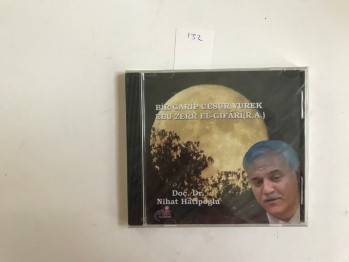 132
BİR GARİP CESUR YÜREK
EBU ZERR EL-GIFARİ(R.A.)
Doç. Dr.
Nihat Hatipoğlu